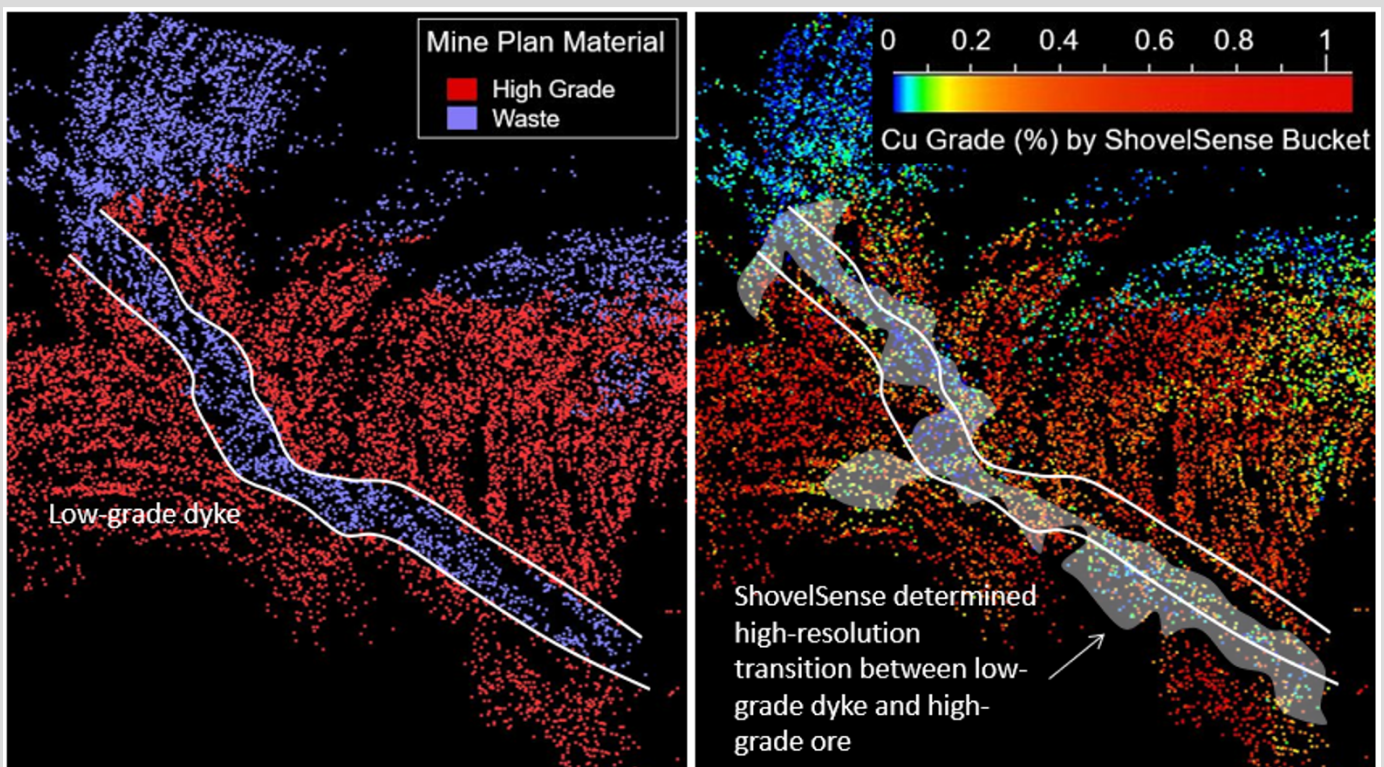 Mine Plan Material
High Grade
Waste
Low-grade dyke
0 0.2 0.4 0.6 0.8 1
Cu Grade (%) by ShovelSense Bucket
ShovelSense determined
high-resolution
transition between low-
grade dyke and high-
grade ore